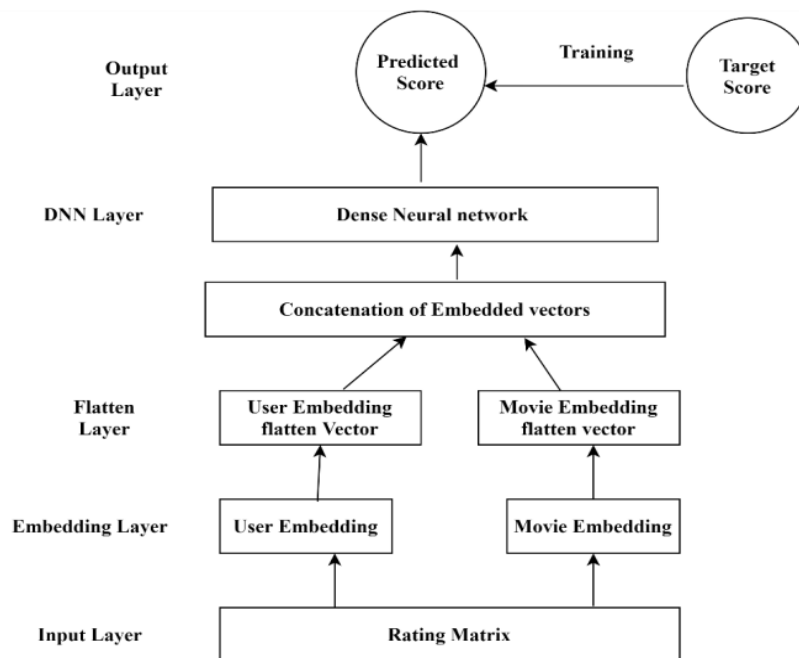 Output
Layer
Predicted
Score
Training
Target
Score
DNN Layer
Dense Neural network
Concatenation of Embedded vectors
Flatten
Layer
User Embedding
flatten Vector
Movie Embedding
flatten vector
Embedding Layer
User Embedding
Movie Embedding
Input Layer
Rating Matrix